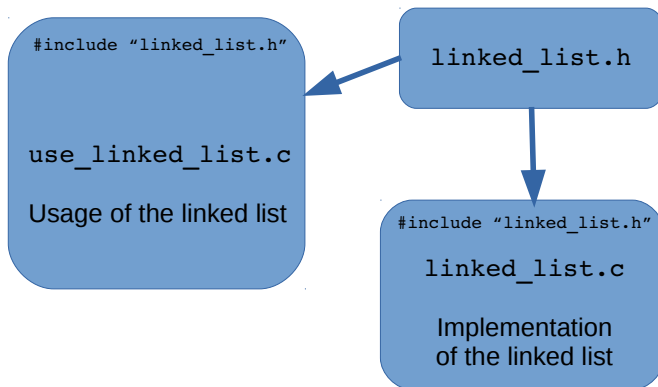 #include “linked_list.h”
use_linked_list.c
Usage of the linked list
linked_list.h
#include “linked_list.h”
linked_list.c
Implementation
of the linked list